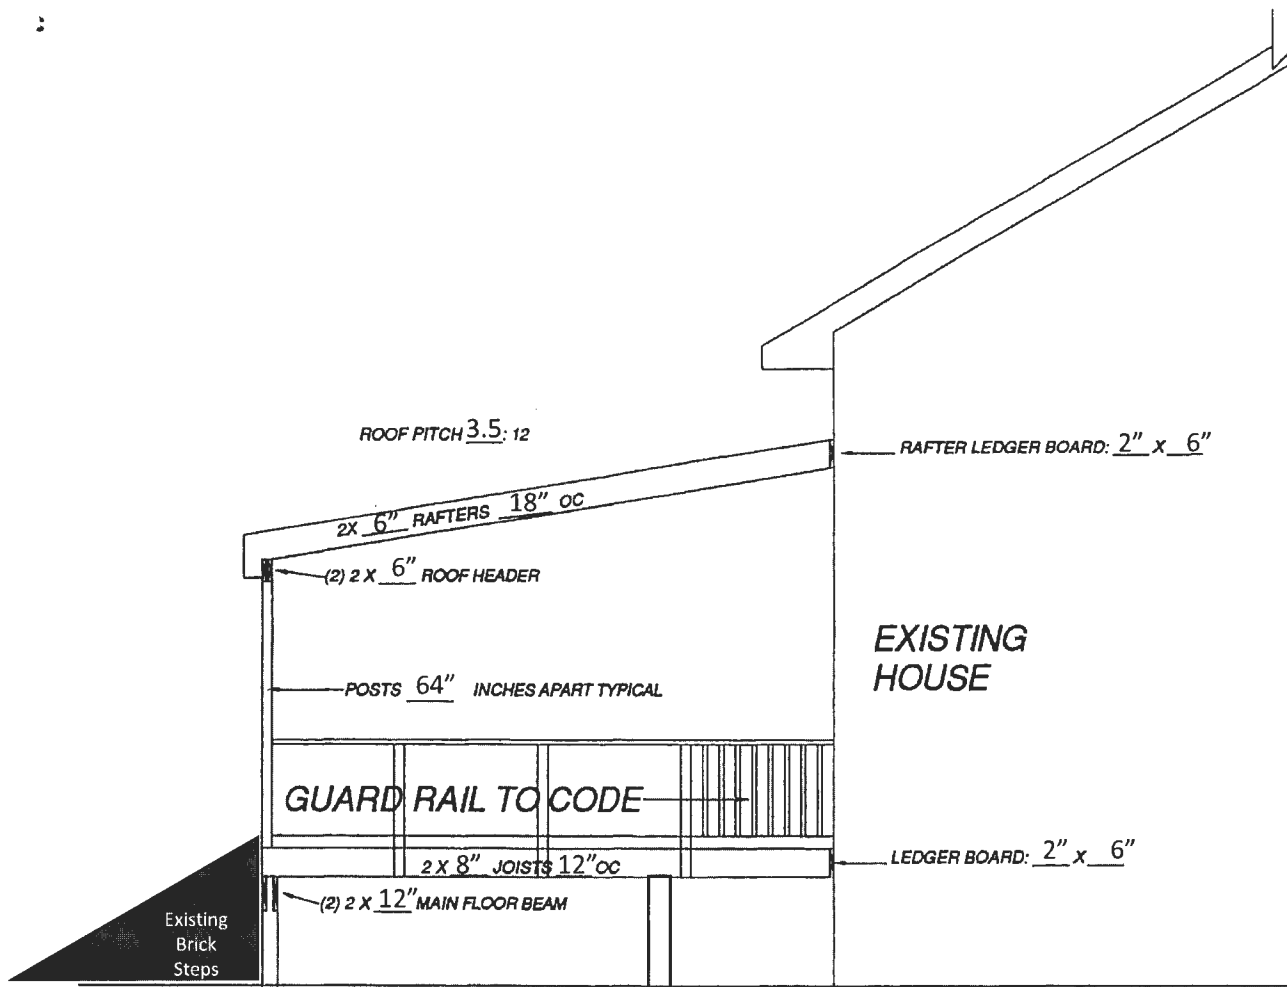 ROOF PITCH 3.5: 12
RAFTER LEDGER BOARD: 2" X 6"
2X 6" RAFTERS 18" OC
(2) 2 X 6" ROOF HEADER
EXISTING
HOUSE
POSTS 64" INCHES APART TYPICAL
GUARD RAIL TO CODE
LEDGER BOARD: 2" X 6"
2 X 8" JOISTS 12" OC
(2) 2 X 12" MAIN FLOOR BEAM
Existing
Brick
Steps